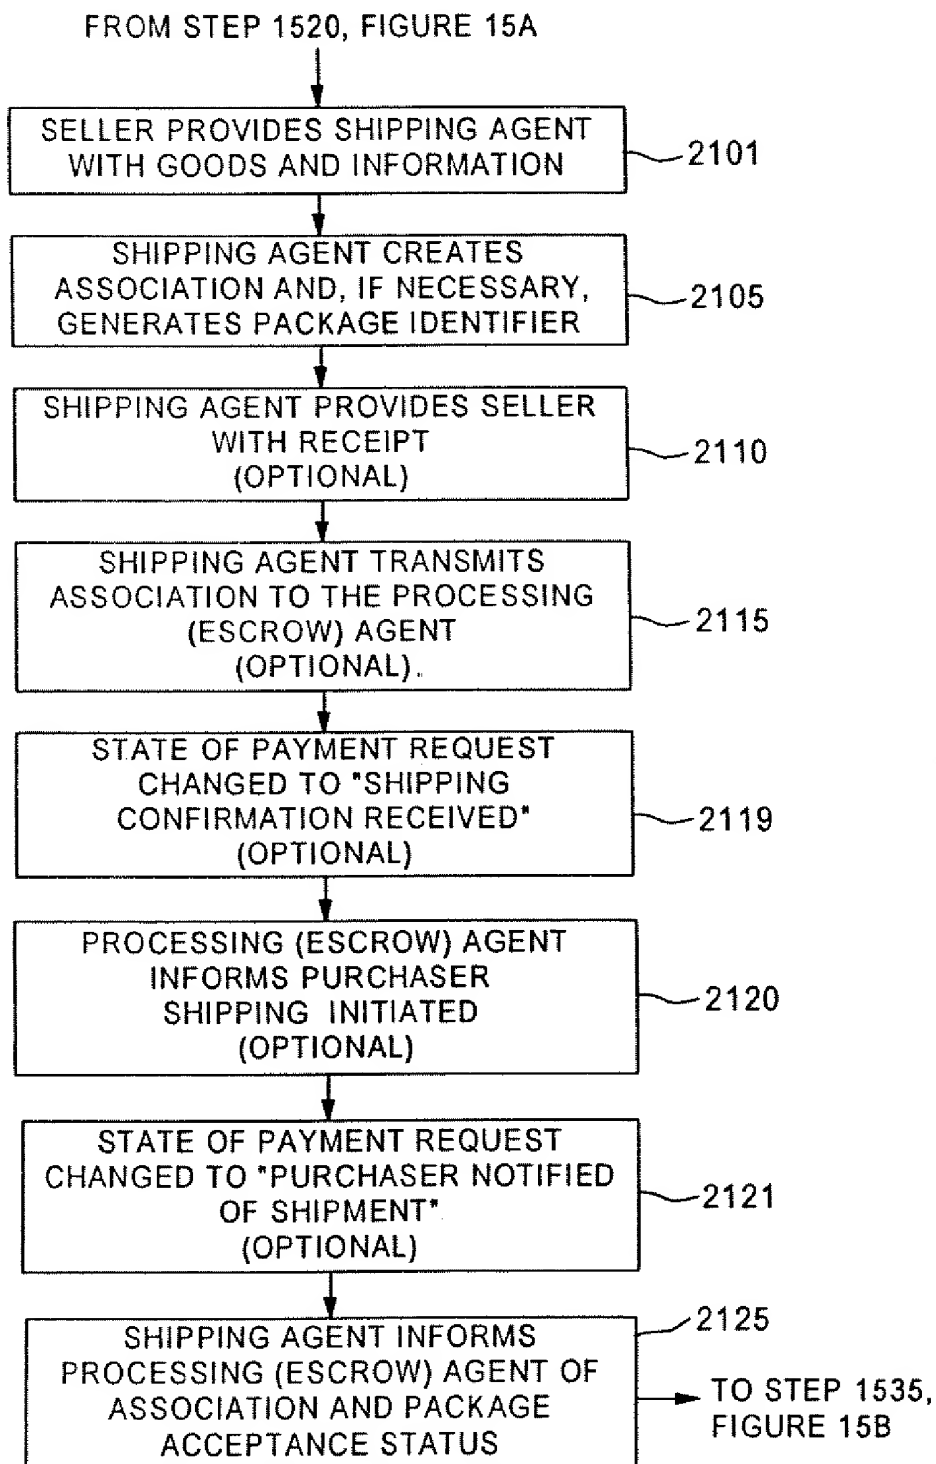 FROM STEP 1520, FIGURE 15A
SELLER PROVIDES SHIPPING AGENT
WITH GOODS AND INFORMATION
2101
SHIPPING AGENT CREATES
ASSOCIATION AND, IF NECESSARY,
GENERATES PACKAGE IDENTIFIER
2105
SHIPPING AGENT PROVIDES SELLER
WITH RECEIPT
(OPTIONAL)
2110
SHIPPING AGENT TRANSMITS
ASSOCIATION TO THE PROCESSING
(ESCROW) AGENT
(OPTIONAL).
2115
STATE OF PAYMENT REQUEST
CHANGED TO "SHIPPING
CONFIRMATION RECEIVED"
(OPTIONAL)
2119
PROCESSING (ESCROW) AGENT
INFORMS PURCHASER
SHIPPING INITIATED
(OPTIONAL)
2120
STATE OF PAYMENT REQUEST
CHANGED TO "PURCHASER NOTIFIED
OF SHIPMENT"
(OPTIONAL)
2121
SHIPPING AGENT INFORMS
PROCESSING (ESCROW) AGENT OF
ASSOCIATION AND PACKAGE
ACCEPTANCE STATUS
2125
TO STEP 1535,
FIGURE 15B